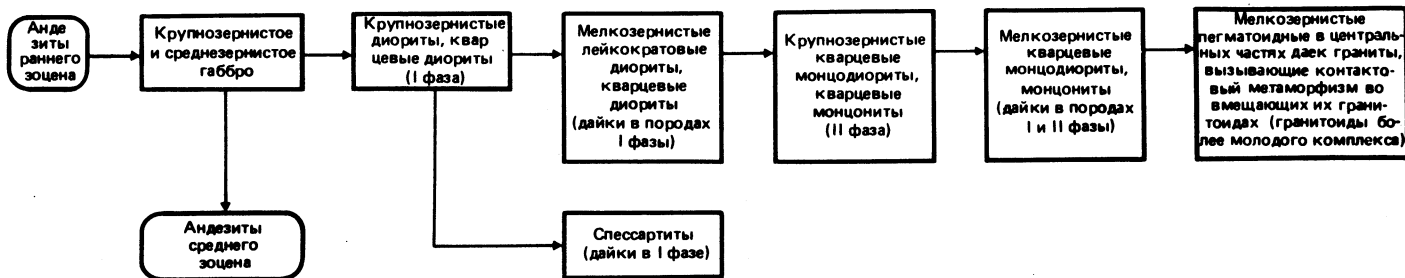 Анде
зиты
раннего
зоцена
Крупнозернистое
и среднезернистое
габбро
Крупнозернистые
диориты, квар
цевые диориты
(I фаза)
Мелкозернистые
лейкократовые
диориты,
кварцевые
диориты
(дайки в породах
I фазы)
Крупнозернистые
кварцевые
монцодиориты,
кварцевые
монцониты
(II фаза)
Мелкозернистые
кварцевые
монцодиориты,
монцониты
(дайки в породах
I и II фазы)
Мелкозернистые
пегматоидные в централь-
ных частях даек граниты,
вызывающие контакто-
вый метаморфизм во
вмещающих их грани-
тоидах (гранитоиды бо-
лее молодого комплекса)
Андезиты
среднего
зоцена
Спессартиты
(дайки в I фазе)